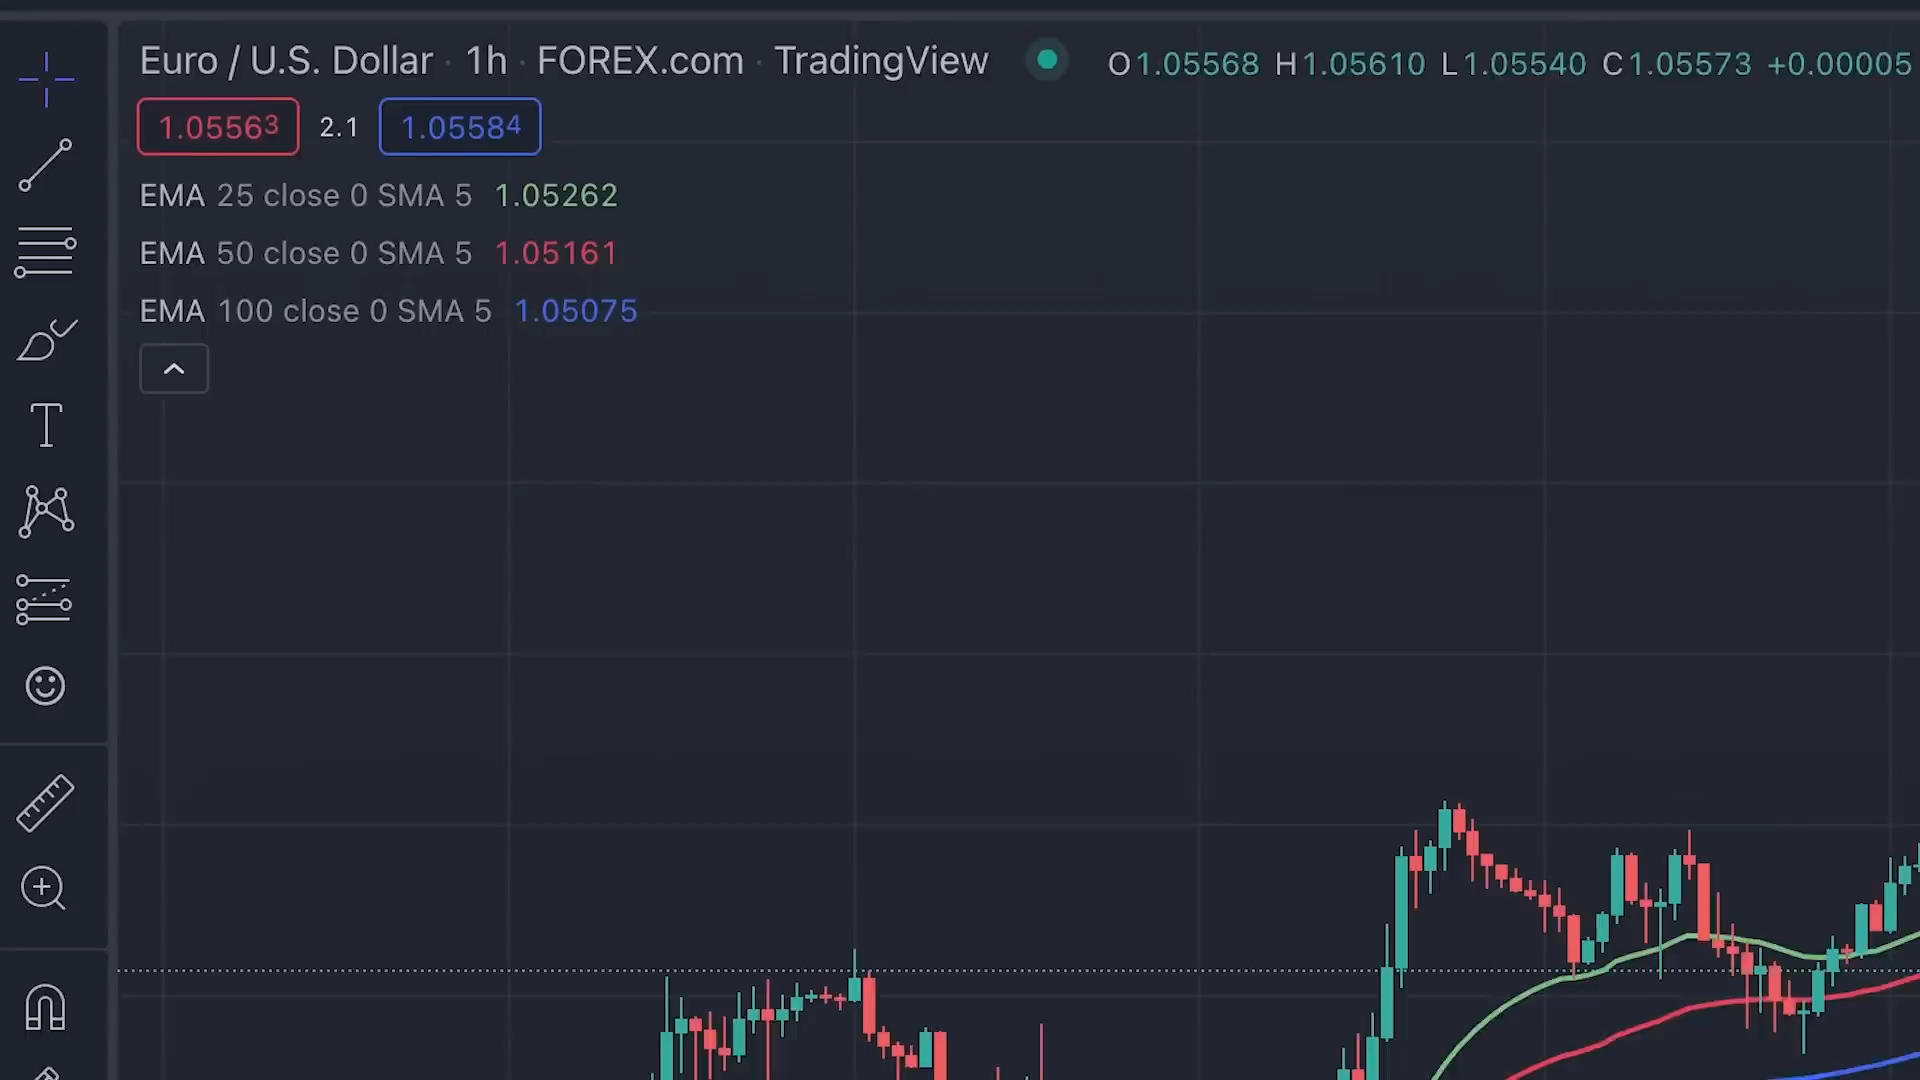 Euro / U.S. Dollar · 1h · FOREX.com · TradingView O1.05568 H1.05610 L1.05540 C1.05573 +0.00005
1.05563 2.1 1.05584
EMA 25 close 0 SMA 5 1.05262
EMA 50 close 0 SMA 5 1.05161
EMA 100 close 0 SMA 5 1.05075